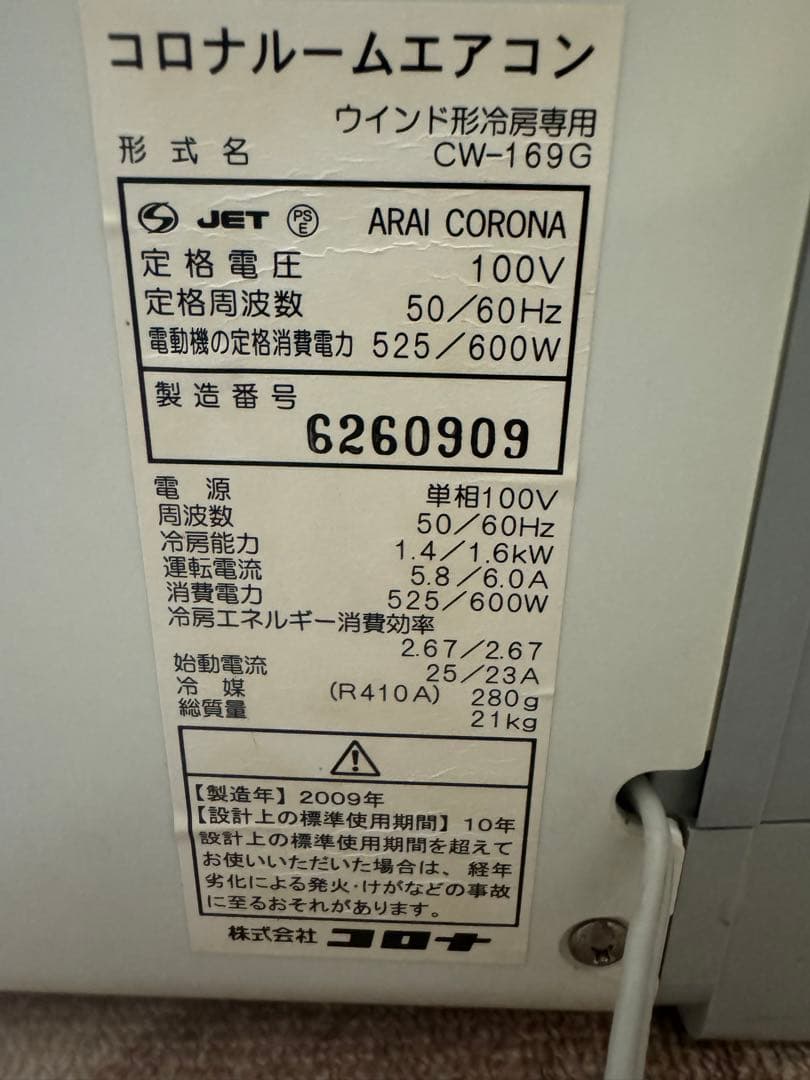 コロナルームエアコン
ウインド形冷房専用
形式名 CW-169G
JET PSE ARAI CORONA
定格電圧 100V
定格周波数 50/60Hz
電動機の定格消費電力 525/600W
製造番号 6260909
電源 単相100V
周波数 50/60Hz
冷房能力 1.4/1.6kW
運転電流 5.8/6.0A
消費電力 525/600W
冷房エネルギー消費効率
2.67/2.67
始動電流 25/23A
冷媒 (R410A) 280g
総質量 21kg
【製造年】2009年
【設計上の標準使用期間】10年
設計上の標準使用期間を超えて
お使いいただいた場合は、経年
劣化による発火・けがなどの事故
に至るおそれがあります。
株式会社 コロナ